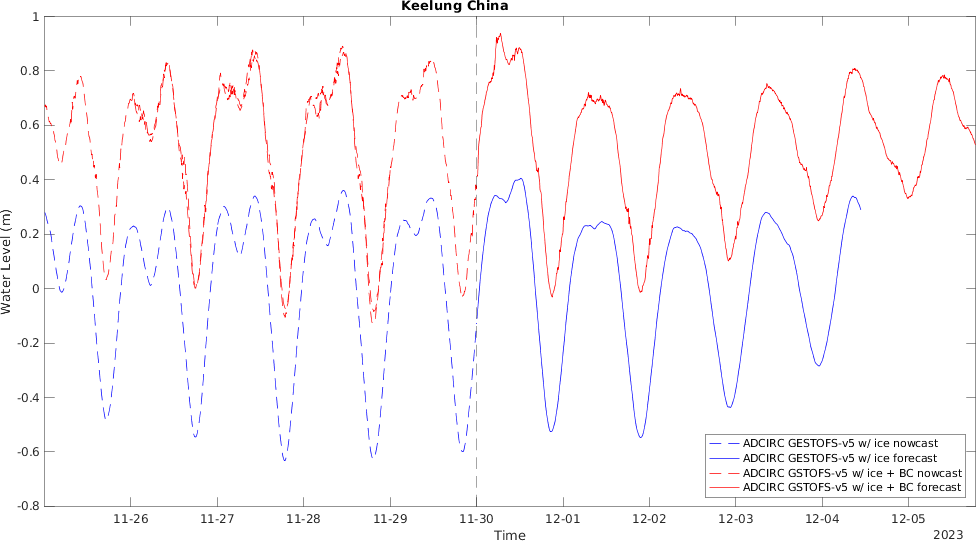 Keelung China
1
0.8
0.6
0.4
0.2
0
-0.2
-0.4
-0.6
-0.8
Water Level (m)
ADCIRC GESTOFS-v5 w/ ice nowcast
ADCIRC GESTOFS-v5 w/ ice forecast
ADCIRC GSTOFS-v5 w/ ice + BC nowcast
ADCIRC GSTOFS-v5 w/ ice + BC forecast
11-26 11-27 11-28 11-29 11-30 12-01 12-02 12-03 12-04 12-05
Time
2023